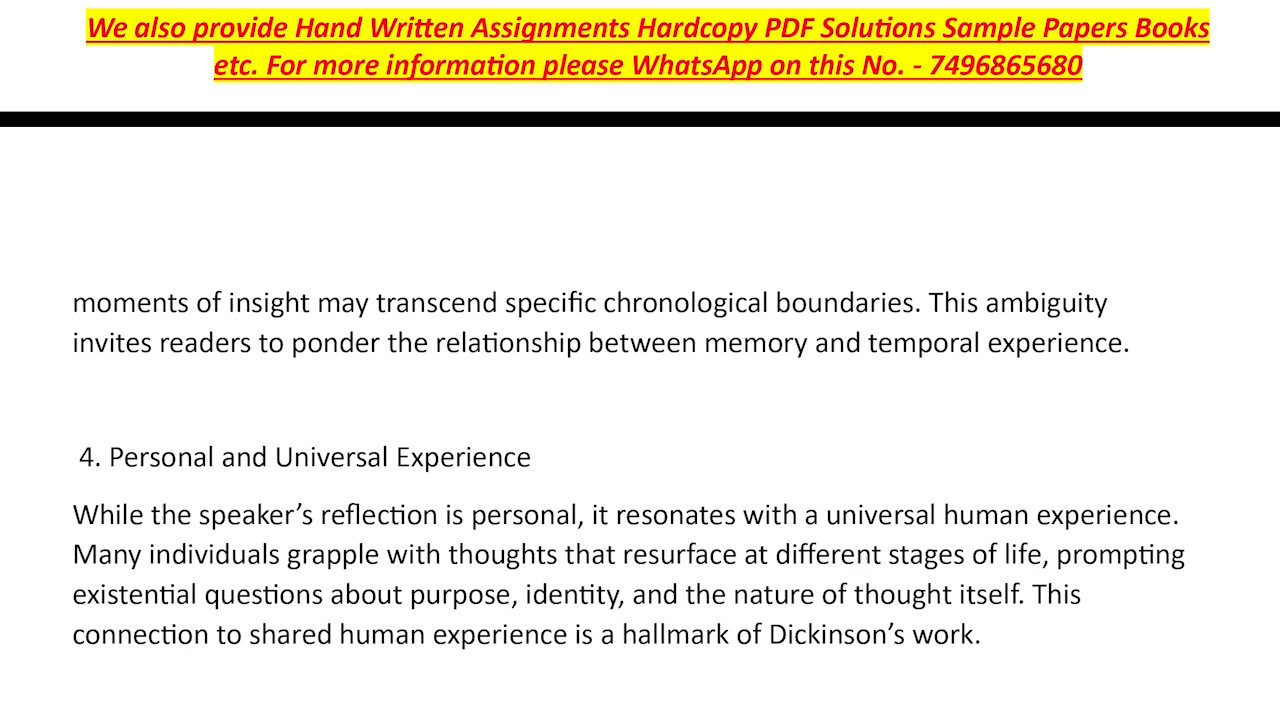 We also provide Hand Written Assignments Hardcopy PDF Solutions Sample Papers Books
etc. For more information please WhatsApp on this No. - 7496865680
moments of insight may transcend specific chronological boundaries. This ambiguity
invites readers to ponder the relationship between memory and temporal experience.
4. Personal and Universal Experience
While the speaker’s reflection is personal, it resonates with a universal human experience.
Many individuals grapple with thoughts that resurface at different stages of life, prompting
existential questions about purpose, identity, and the nature of thought itself. This
connection to shared human experience is a hallmark of Dickinson’s work.